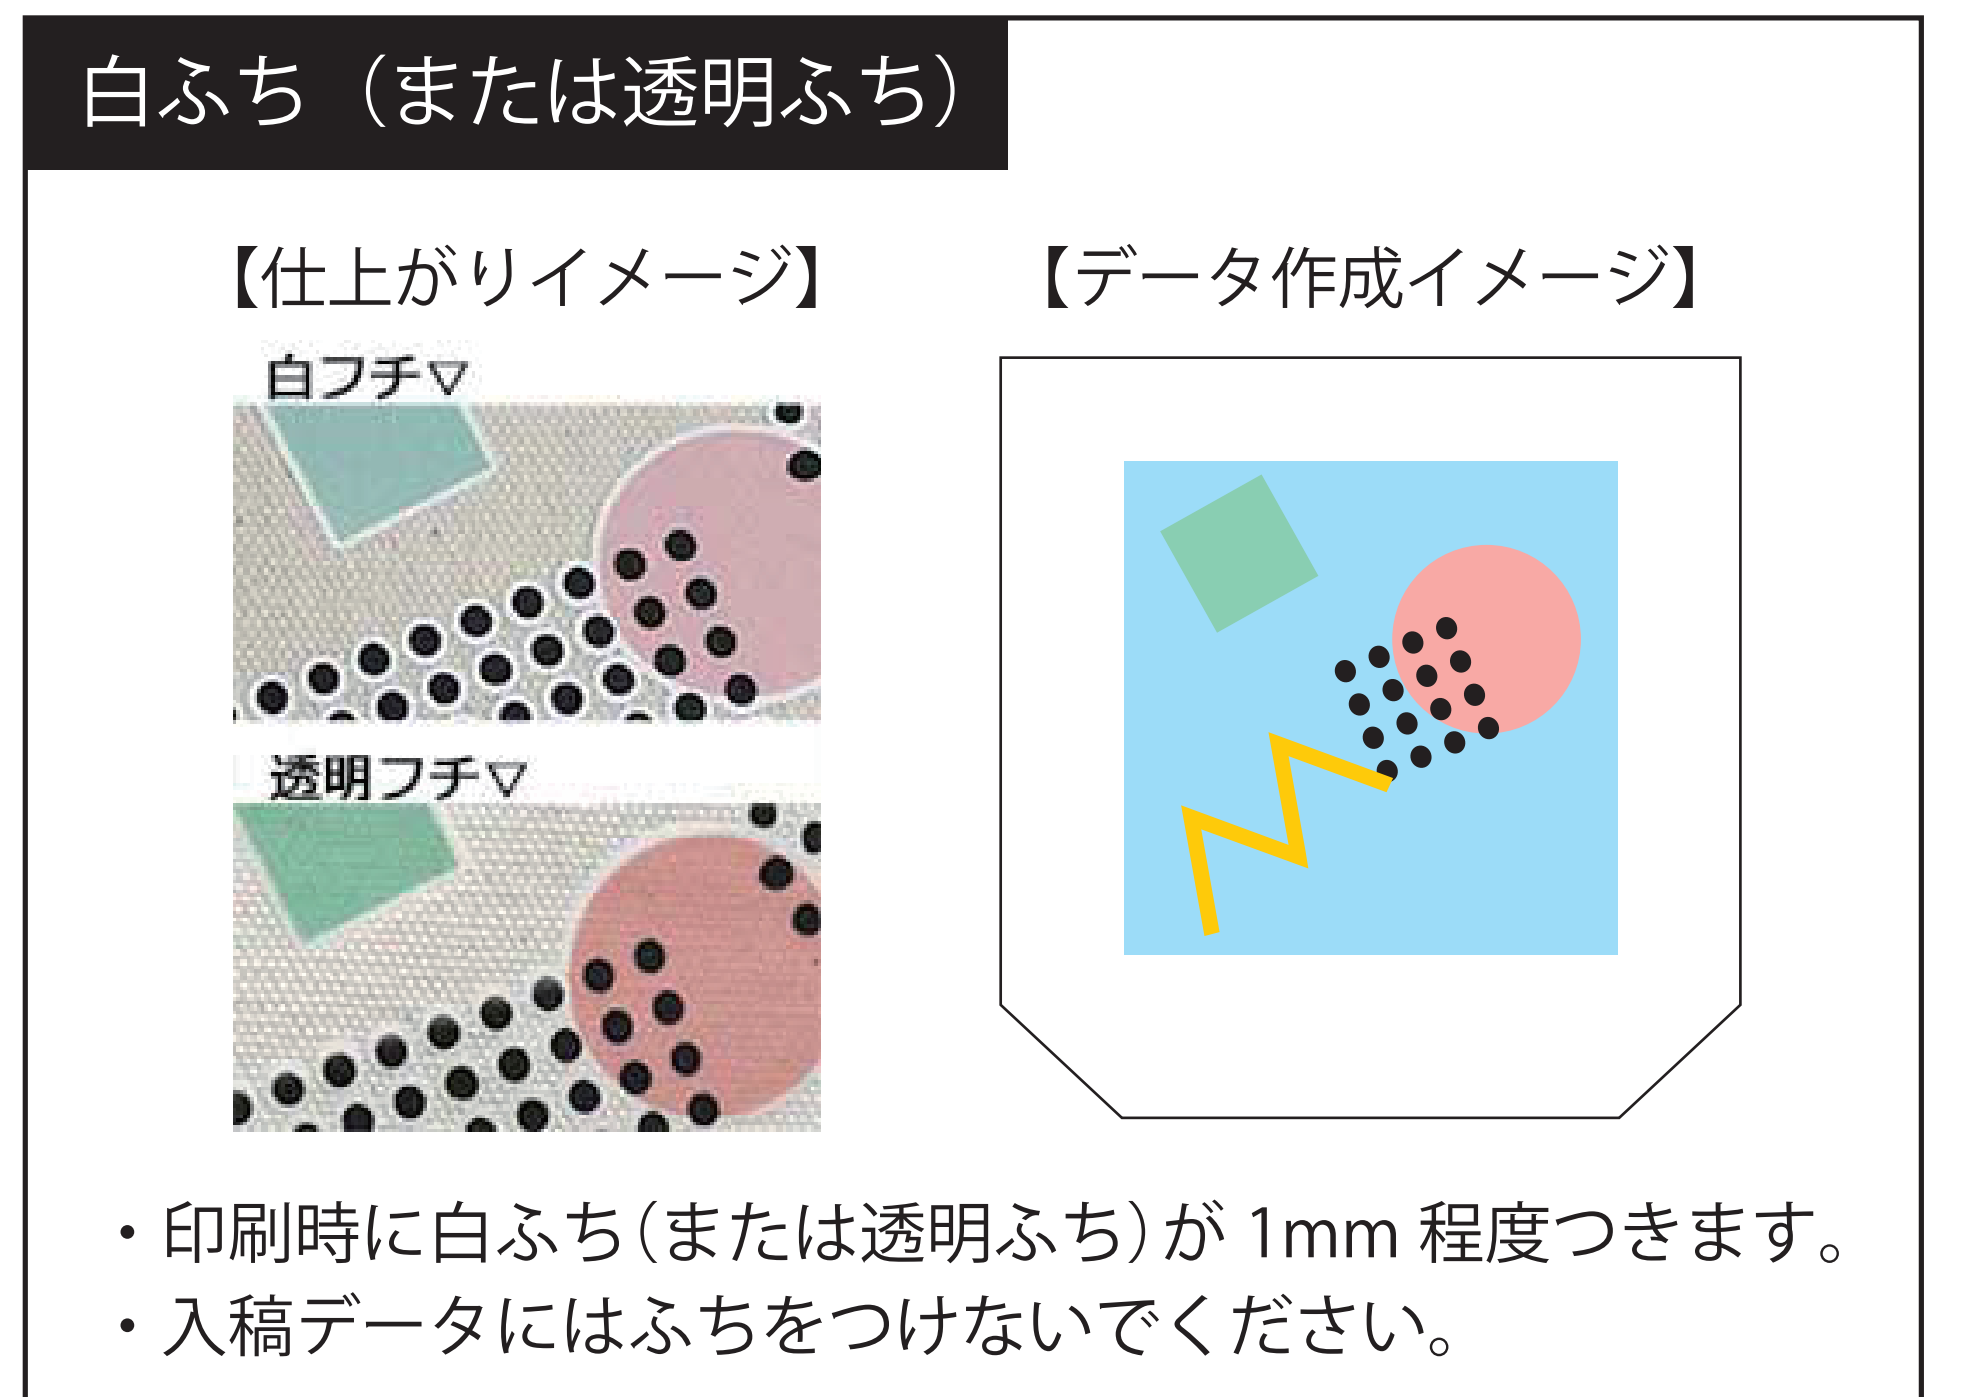 白ふち（または透明ふち）
【仕上がりイメージ】
【データ作成イメージ】
白フチ▽
透明フチ▽
・印刷時に白ふち（または透明ふち）が 1mm 程度つきます。
・入稿データにはふちをつけないでください。